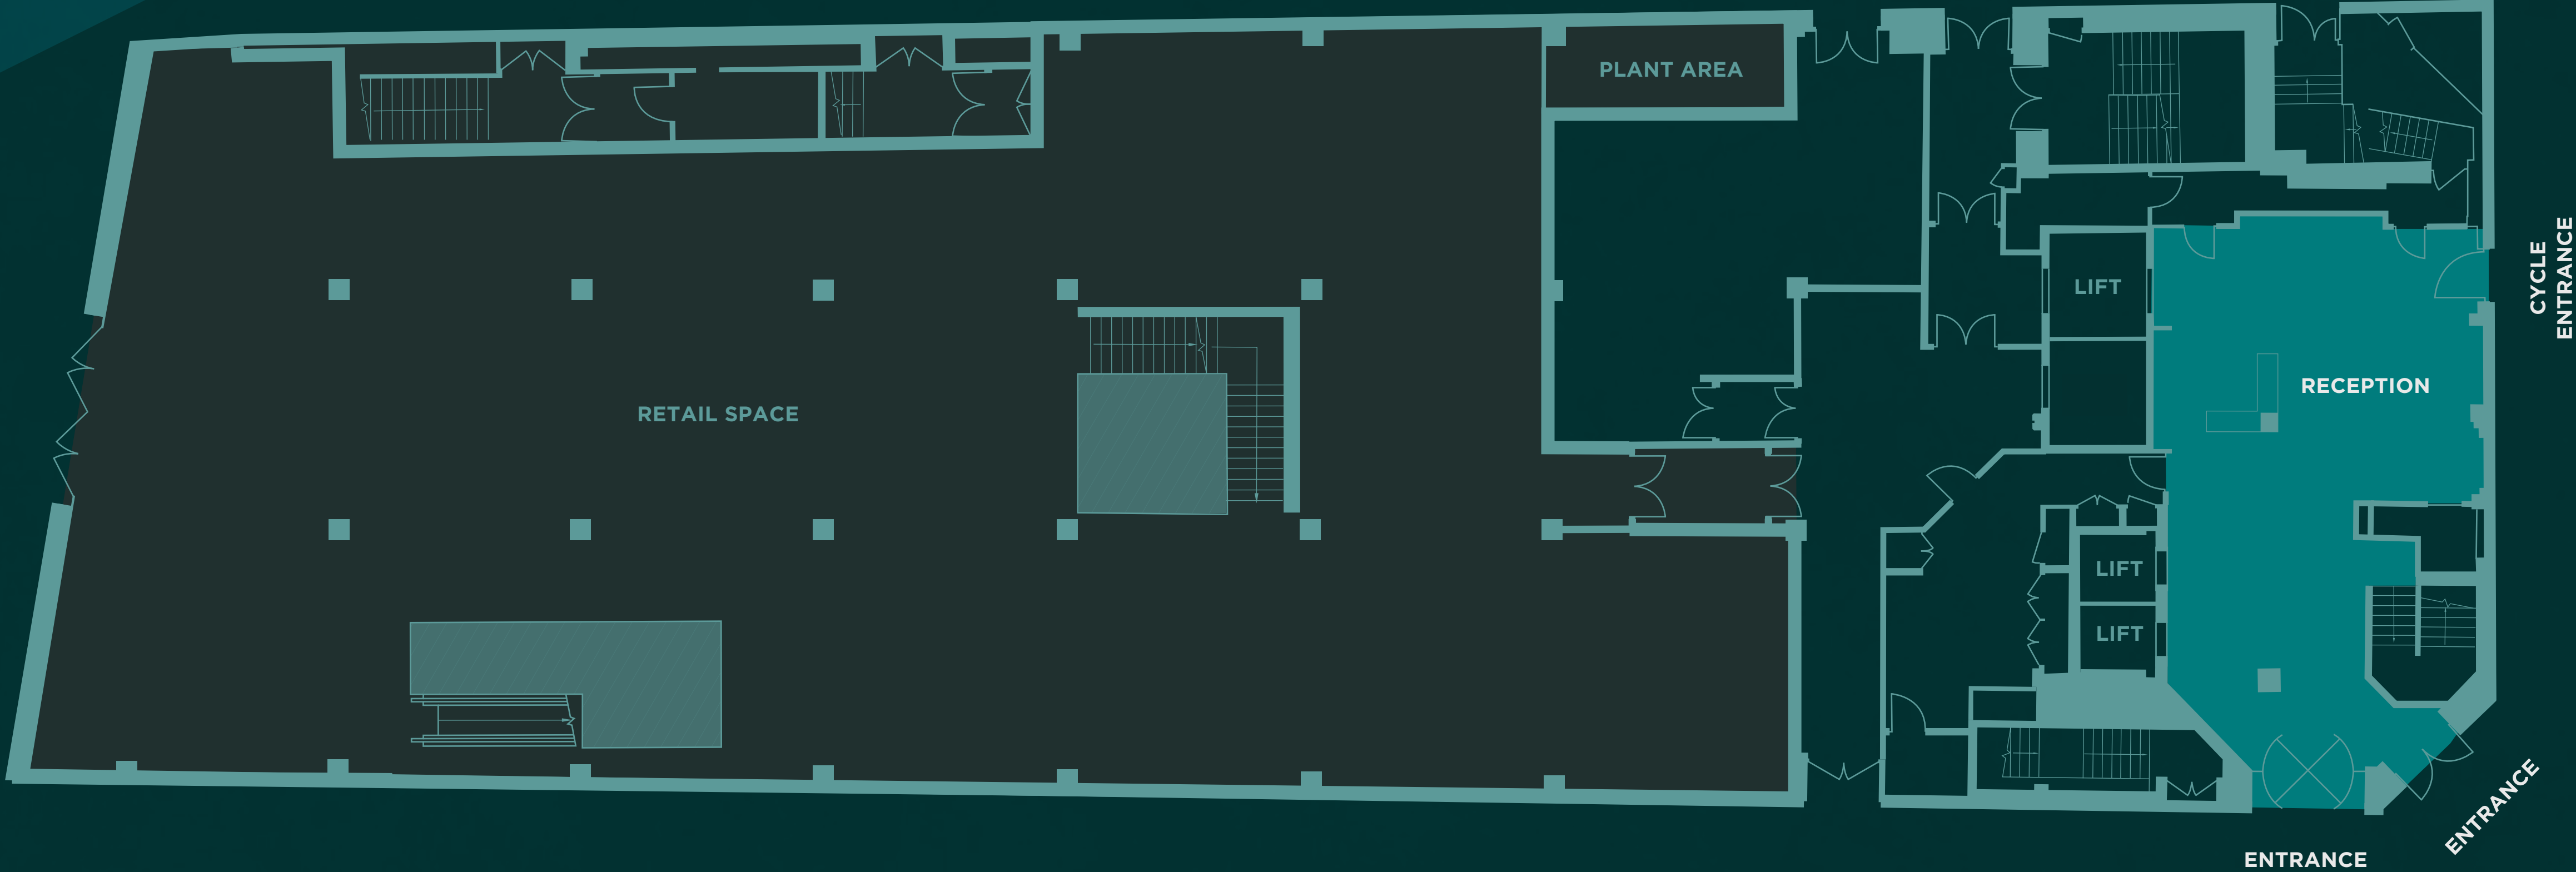 PLANT AREA
CYCLE
ENTRANCE
LIFT
RECEPTION
RETAIL SPACE
LIFT
LIFT
ENTRANCE
ENTRANCE